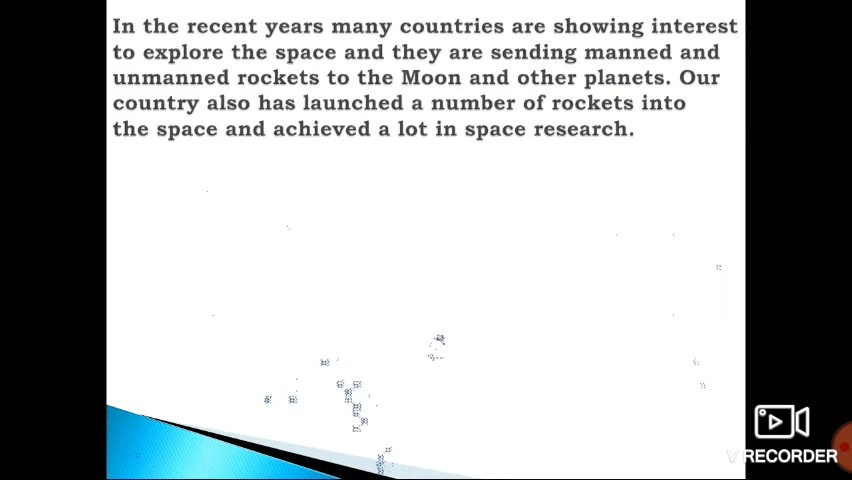 In the recent years many countries are showing interest
to explore the space and they are sending manned and
unmanned rockets to the Moon and other planets. Our
country also has launched a number of rockets into
the space and achieved a lot in space research.
VRECORDER